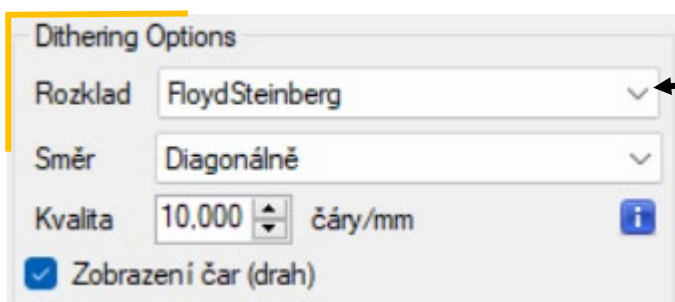 Dithering Options
Rozklad FloydSteinberg
Směr Diagonálně
Kvalita 10,000 čáry/mm
Zobrazení čar (drah)